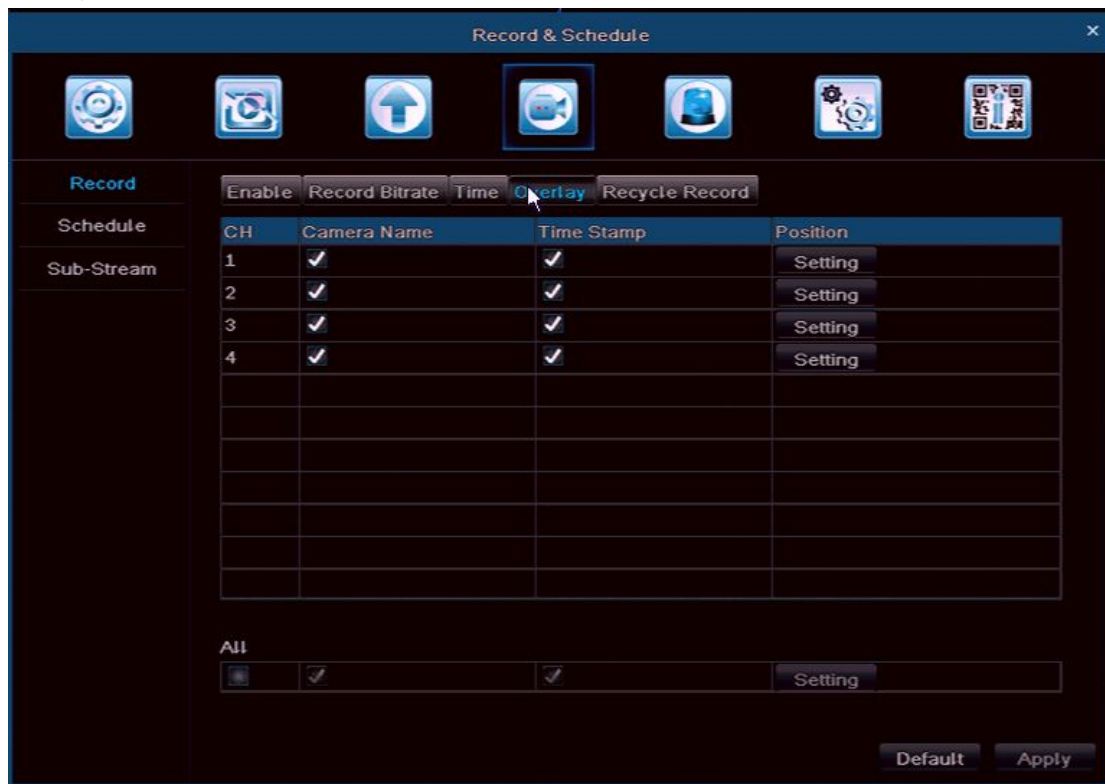 Record & Schedule
Record
Schedule
Sub-Stream
Enable Record Bitrate Time Overlay Recycle Record
CH Camera Name Time Stamp Position
1 Setting
2 Setting
3 Setting
4 Setting
All
Setting
Default Apply